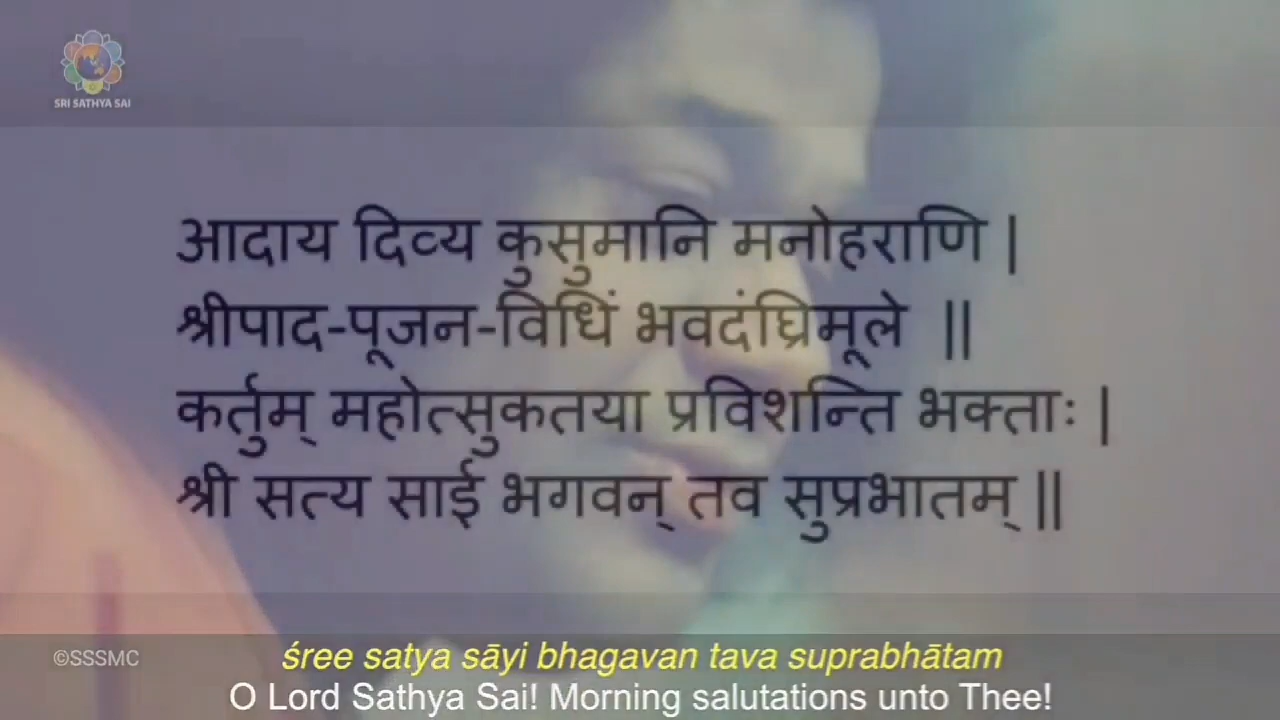 SRI SATHYA SAI
आदाय दिव्य कुसुमानि मनोहराणि |
श्रीपाद-पूजन-विधिं भवदंघ्रिमूले ||
कर्तुम् महोत्सुकतया प्रविशन्ति भक्ताः |
श्री सत्य साई भगवन् तव सुप्रभातम् ||
©SSSMC
śree satya sāyi bhagavan tava suprabhātam
O Lord Sathya Sai! Morning salutations unto Thee!